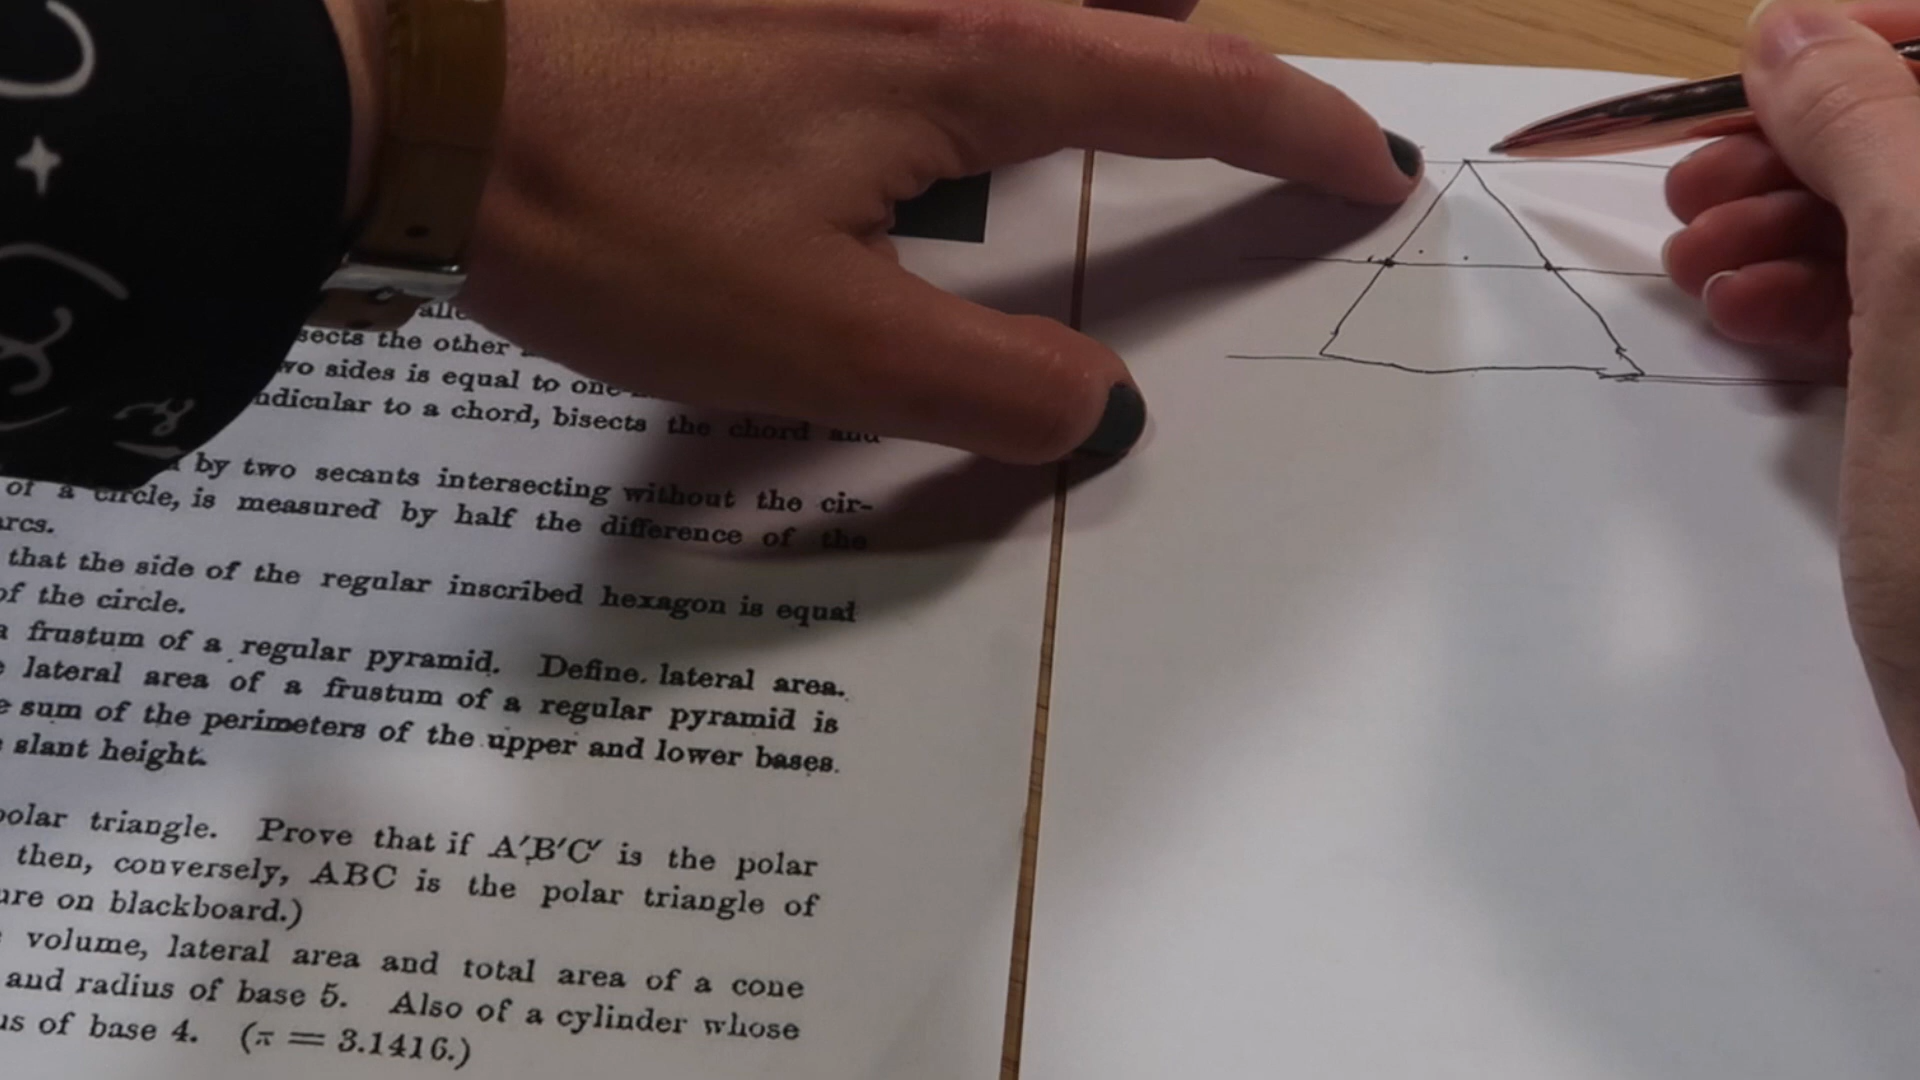 sects the other
two sides is equal to one
ndicular to a chord, bisects the chord and
by two secants intersecting without the cir-
of a circle, is measured by half the difference of the
arcs.
that the side of the regular inscribed hexagon is equal
of the circle.
a frustum of a regular pyramid. Define lateral area.
lateral area of a frustum of a regular pyramid is
sum of the perimeters of the upper and lower bases
slant height.
polar triangle. Prove that if A′B′C′ is the polar
then, conversely, ABC is the polar triangle of
ure on blackboard.)
volume, lateral area and total area of a cone
and radius of base 5. Also of a cylinder whose
us of base 4. (π = 3.1416.)